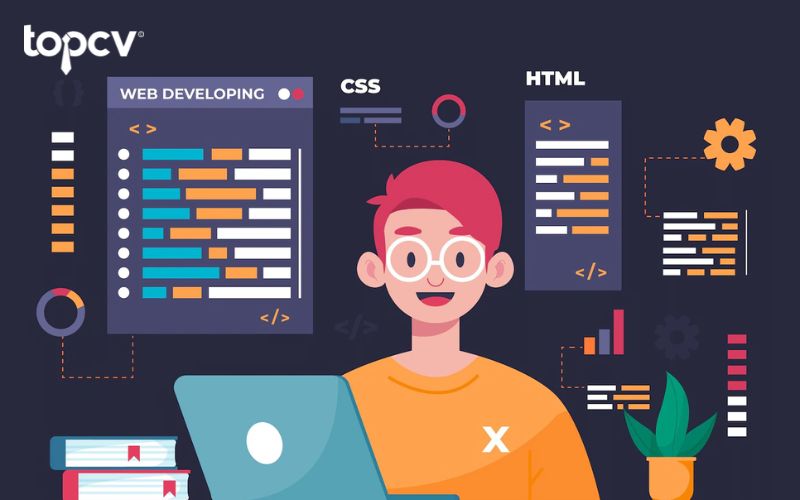 topcv©
WEB DEVELOPING
CSS
HTML
{ }
< >
< >
</>
</>
</>
X